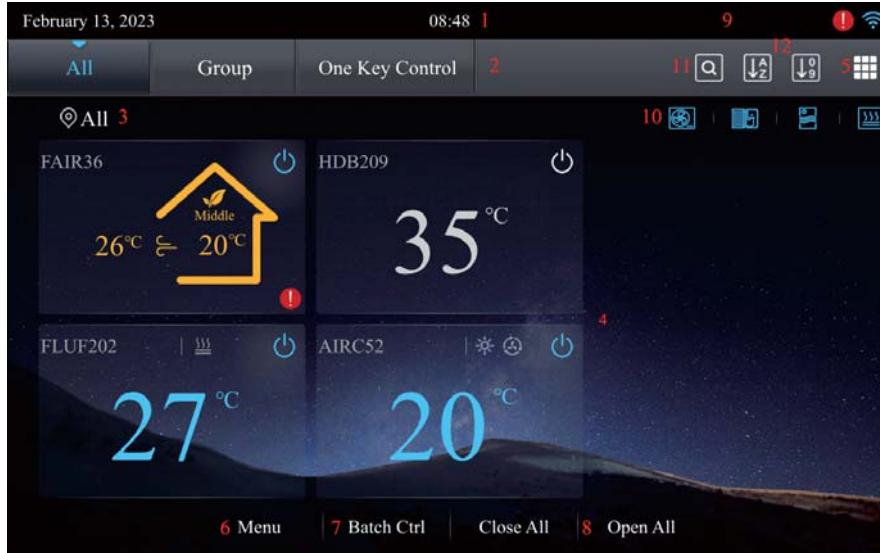 February 13, 2023 08:48 1 9 !
All Group One Key Control 2 11 A Z 12 0 9 5
All 3 10
FAIR36 HDB209
Middle
26℃ 20℃ 35℃
!
4
FLUF202 AIRC52
27℃ 20℃
6 Menu 7 Batch Ctrl Close All 8 Open All